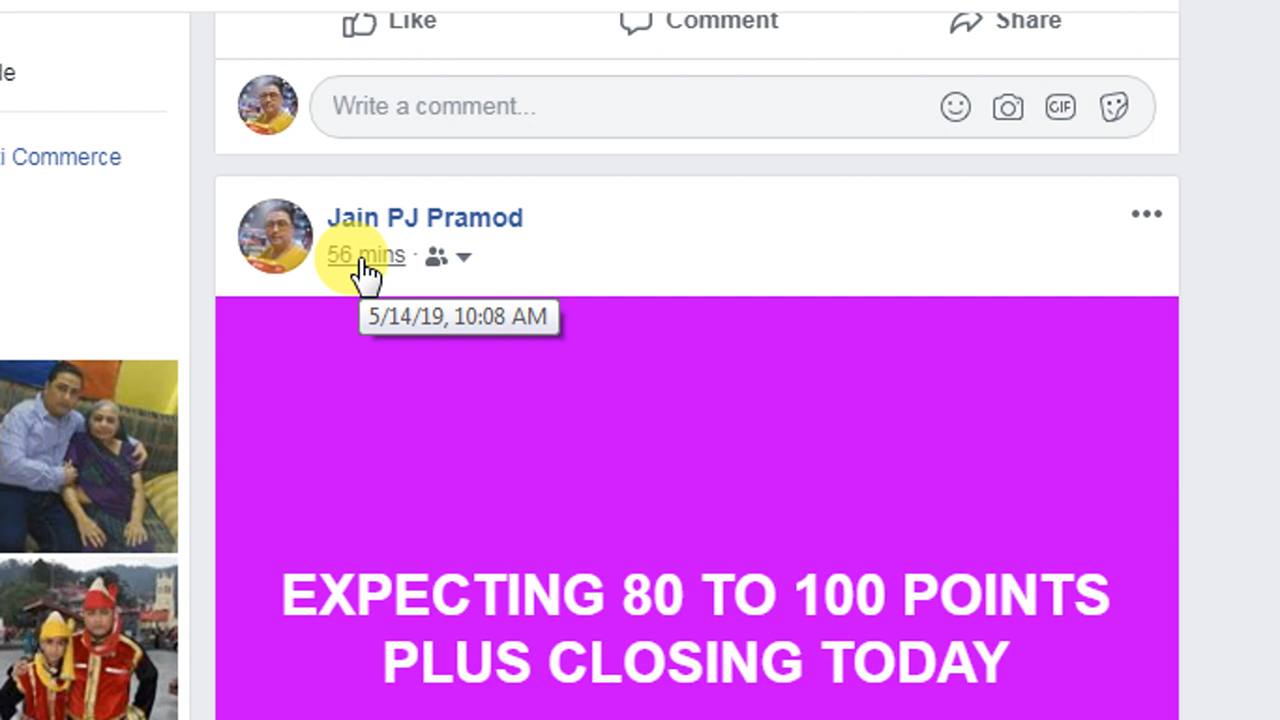 Like Comment Share
le
Write a comment... GIF
ti Commerce
Jain PJ Pramod
56 mins ·
5/14/19, 10:08 AM
EXPECTING 80 TO 100 POINTS
PLUS CLOSING TODAY